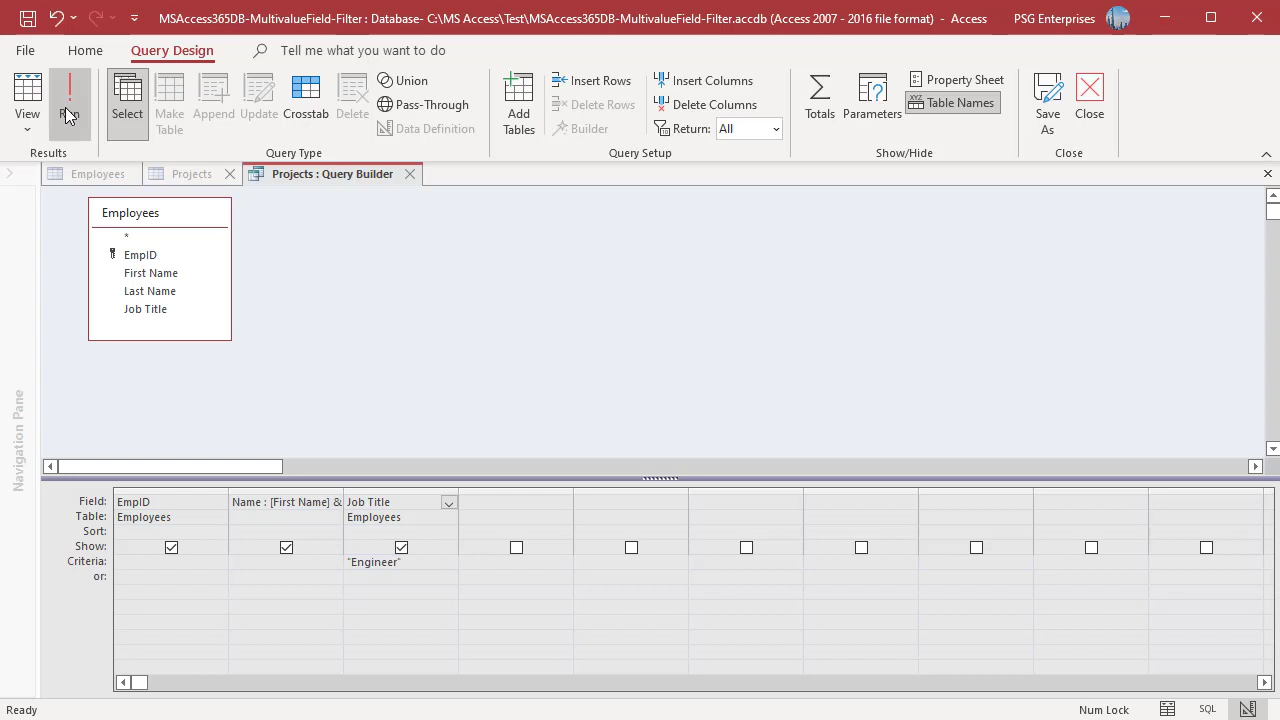 MSAccess365DB-MultivalueField-Filter : Database- C:\MS Access\Test\MSAccess365DB-MultivalueField-Filter.accdb (Access 2007 - 2016 file format) - Access
PSG Enterprises
File
Home
Query Design
Tell me what you want to do
View
Run
Select
Make Table
Append
Update
Crosstab
Delete
Union
Pass-Through
Data Definition
Add Tables
Insert Rows
Delete Rows
Builder
Insert Columns
Delete Columns
Return: All
Totals
Parameters
Property Sheet
XYZ Table Names
Save As
Close
Results
Query Type
Query Setup
Show/Hide
Close
Employees
Projects
Projects : Query Builder
Navigation Pane
Employees
*
EmpID
First Name
Last Name
Job Title
Field: EmpID Name : [First Name] & Job Title
Table: Employees Employees
Sort:
Show:
Criteria: "Engineer"
or:
Ready
Num Lock
SQL